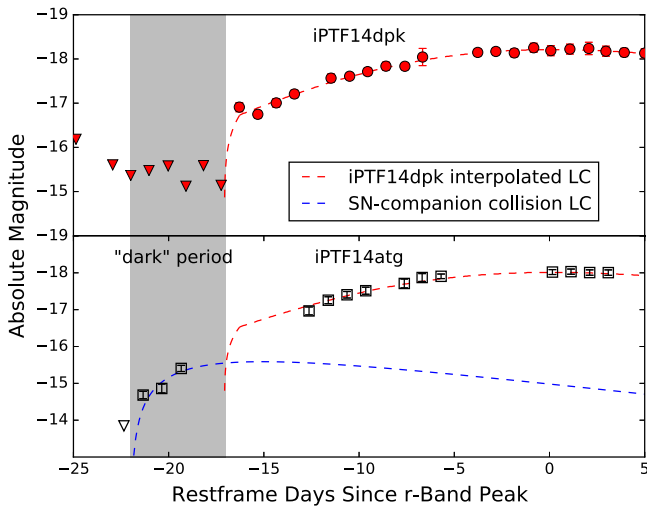 Absolute Magnitude
−18
−17
−16
−15
−19
−18
−17
−16
−15
−14
iPTF14dpk
iPTF14dpk interpolated LC
SN-companion collision LC
"dark" period
iPTF14atg
−25 −20 −15 −10 −5 0 5
Restframe Days Since r-Band Peak